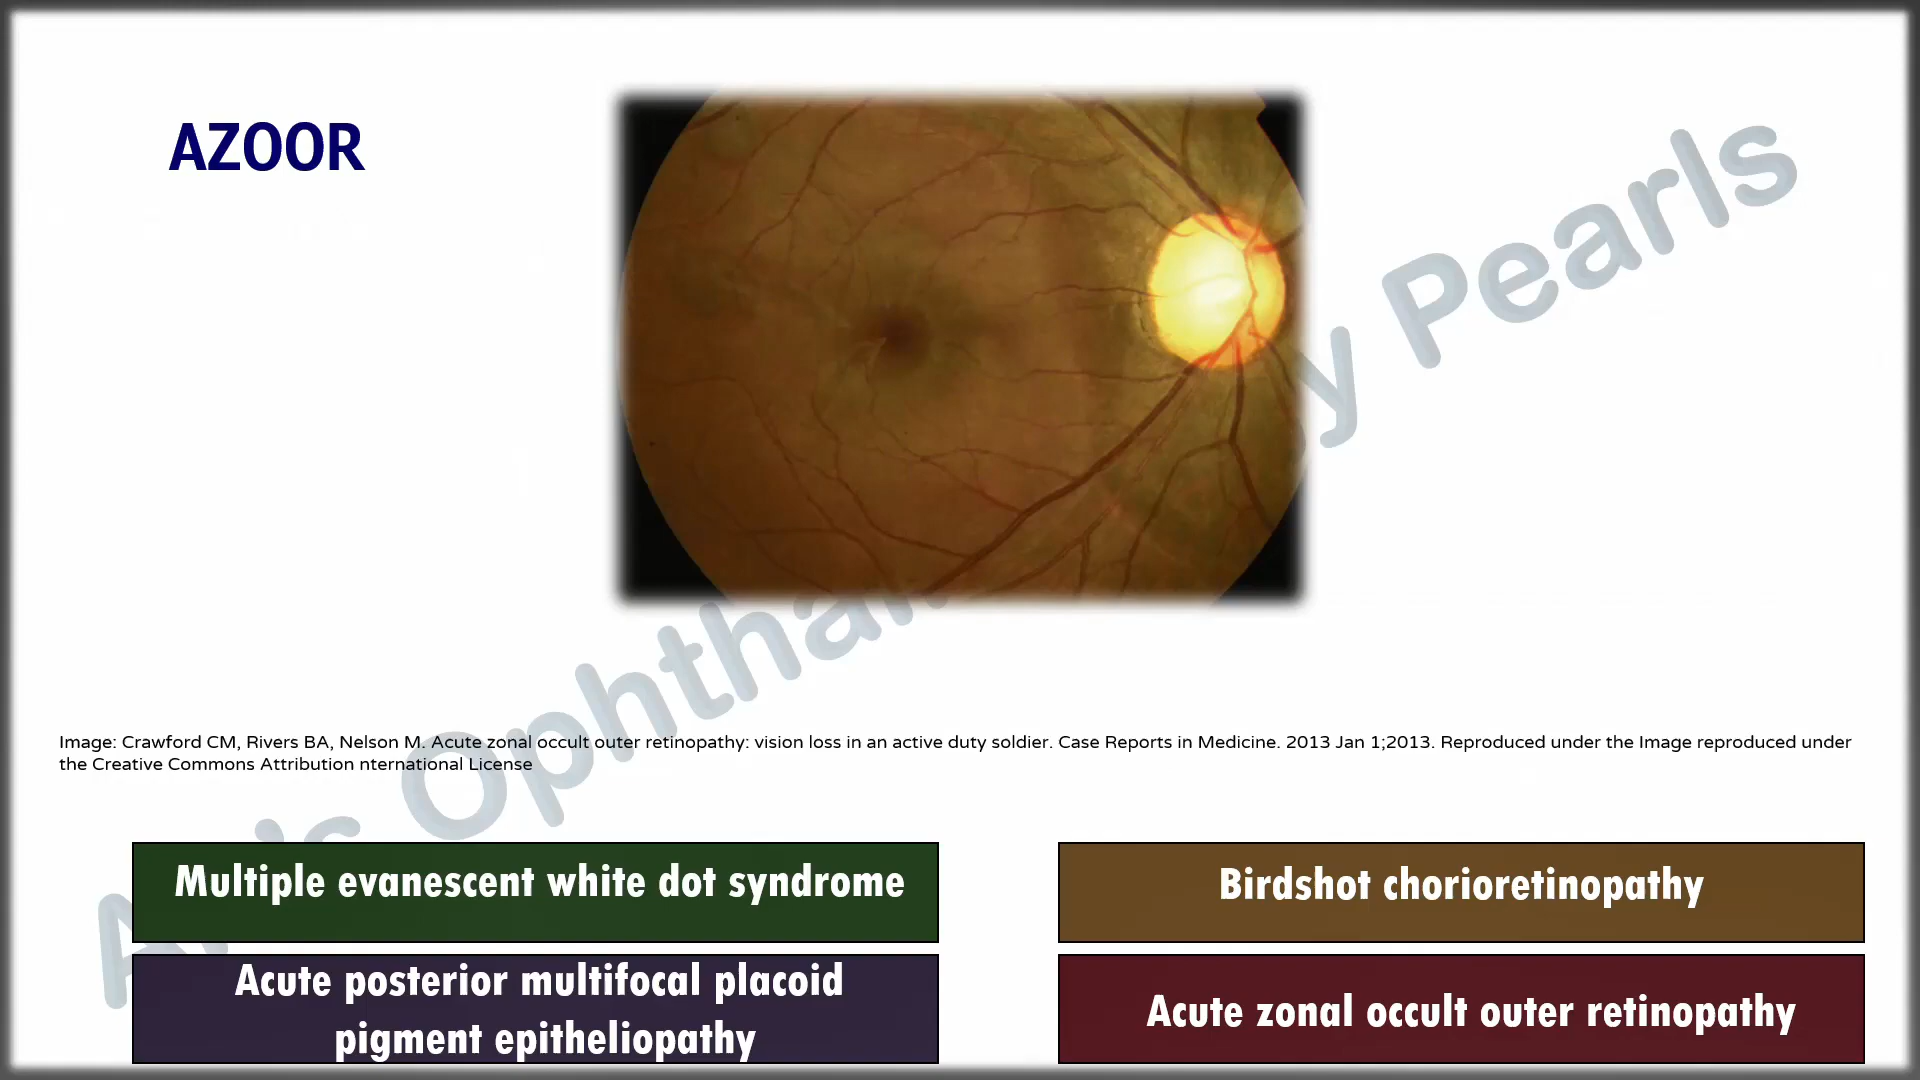 AZOOR
Image: Crawford CM, Rivers BA, Nelson M. Acute zonal occult outer retinopathy: vision loss in an active duty soldier. Case Reports in Medicine. 2013 Jan 1;2013. Reproduced under the Image reproduced under
the Creative Commons Attribution nternational License
Multiple evanescent white dot syndrome
Birdshot chorioretinopathy
Acute posterior multifocal placoid
pigment epitheliopathy
Acute zonal occult outer retinopathy
Pearls